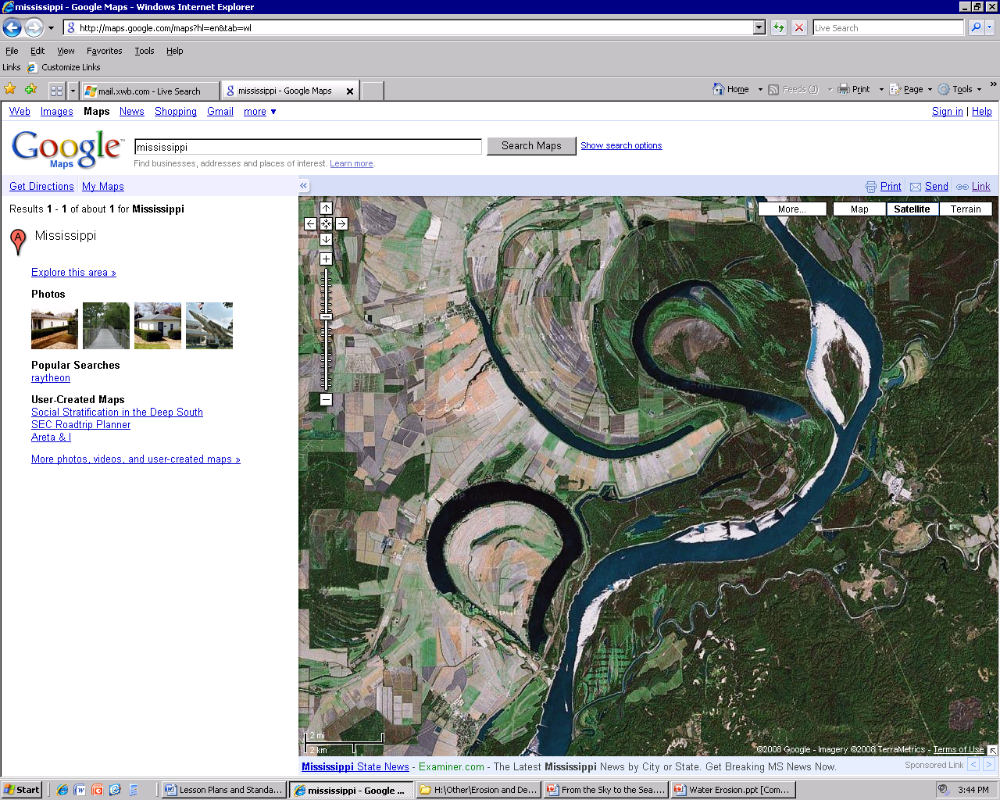 mississippi - Google Maps - Windows Internet Explorer
http://maps.google.com/maps?hl=en&tab=wl
Live Search
File Edit View Favorites Tools Help
Links Customize Links
mail.xwb.com - Live Search
mississippi - Google Maps
Home Feeds (J) Print Page Tools
Web Images Maps News Shopping Gmail more ▼
Sign in | Help
Google Maps
mississippi
Search Maps
Show search options
Find businesses, addresses and places of interest. Learn more.
Get Directions My Maps
Print Send Link
Results 1 - 1 of about 1 for Mississippi
A Mississippi
Explore this area »
Photos
Popular Searches
raytheon
User-Created Maps
Social Stratification in the Deep South
SEC Roadtrip Planner
Areta & I
More photos, videos, and user-created maps »
More... Map Satellite Terrain
2 mi
2 km
©2008 Google - Imagery ©2008 TerraMetrics - Terms of Use
Mississippi State News - Examiner.com - The Latest Mississippi News by City or State. Get Breaking MS News Now.
Sponsored Link < >
Start
Lesson Plans and Standa...
mississippi - Google ...
H:\Other\Erosion and De...
From the Sky to the Sea....
Water Erosion.ppt [Com...
3:44 PM